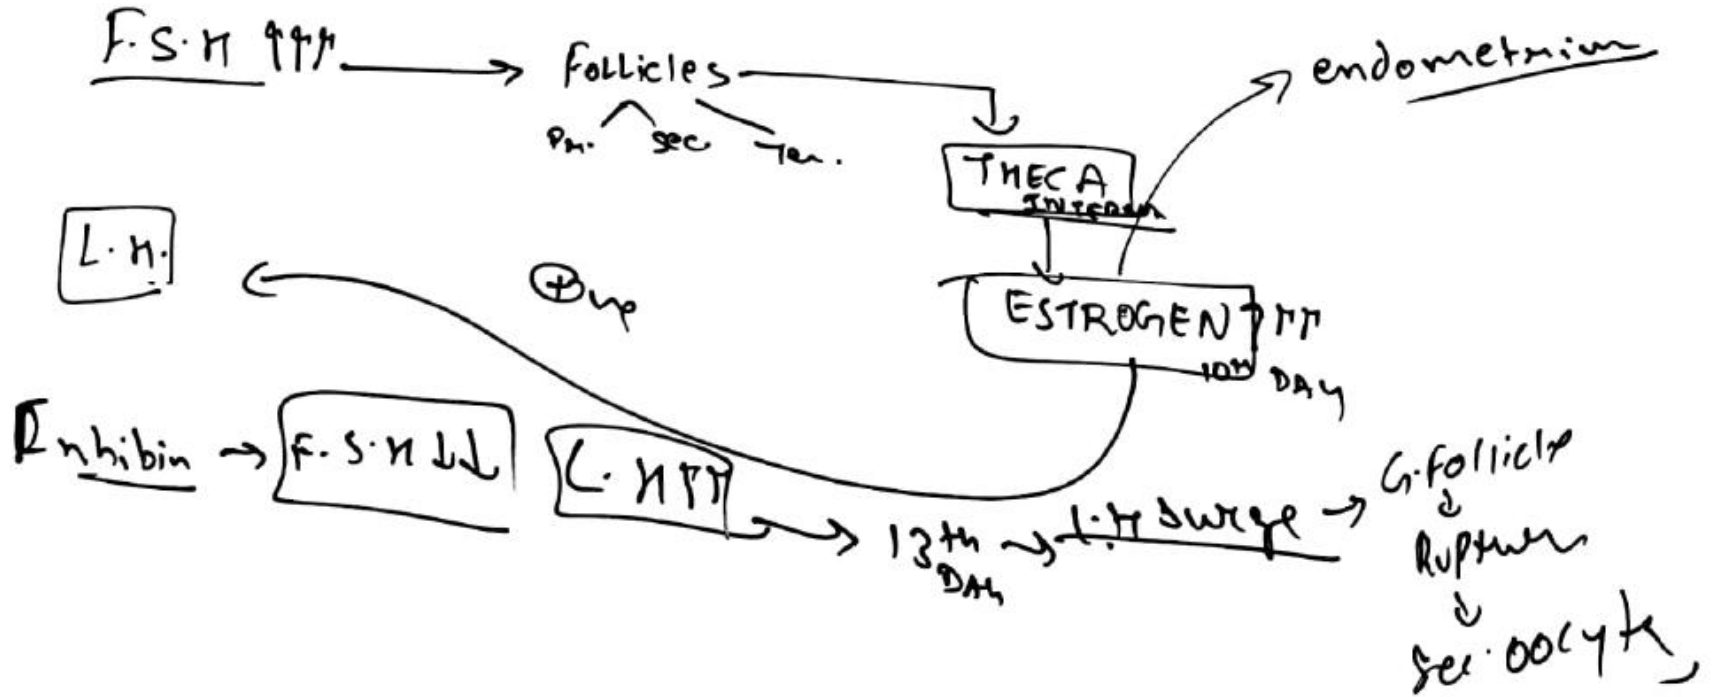 F.S.H ↑↑↑ → Follicles →
Pri. Sec Ter.
endometrium
THECA
INTERNA
L.H.
⊕ve
ESTROGEN ↑↑↑
10th DAY
Inhibin → F.S.H ↓↓ L.H ↑↑ → 13th DAY → L.H surge → G.Follicle
↓
Rupture
↓
Sec. oocyte